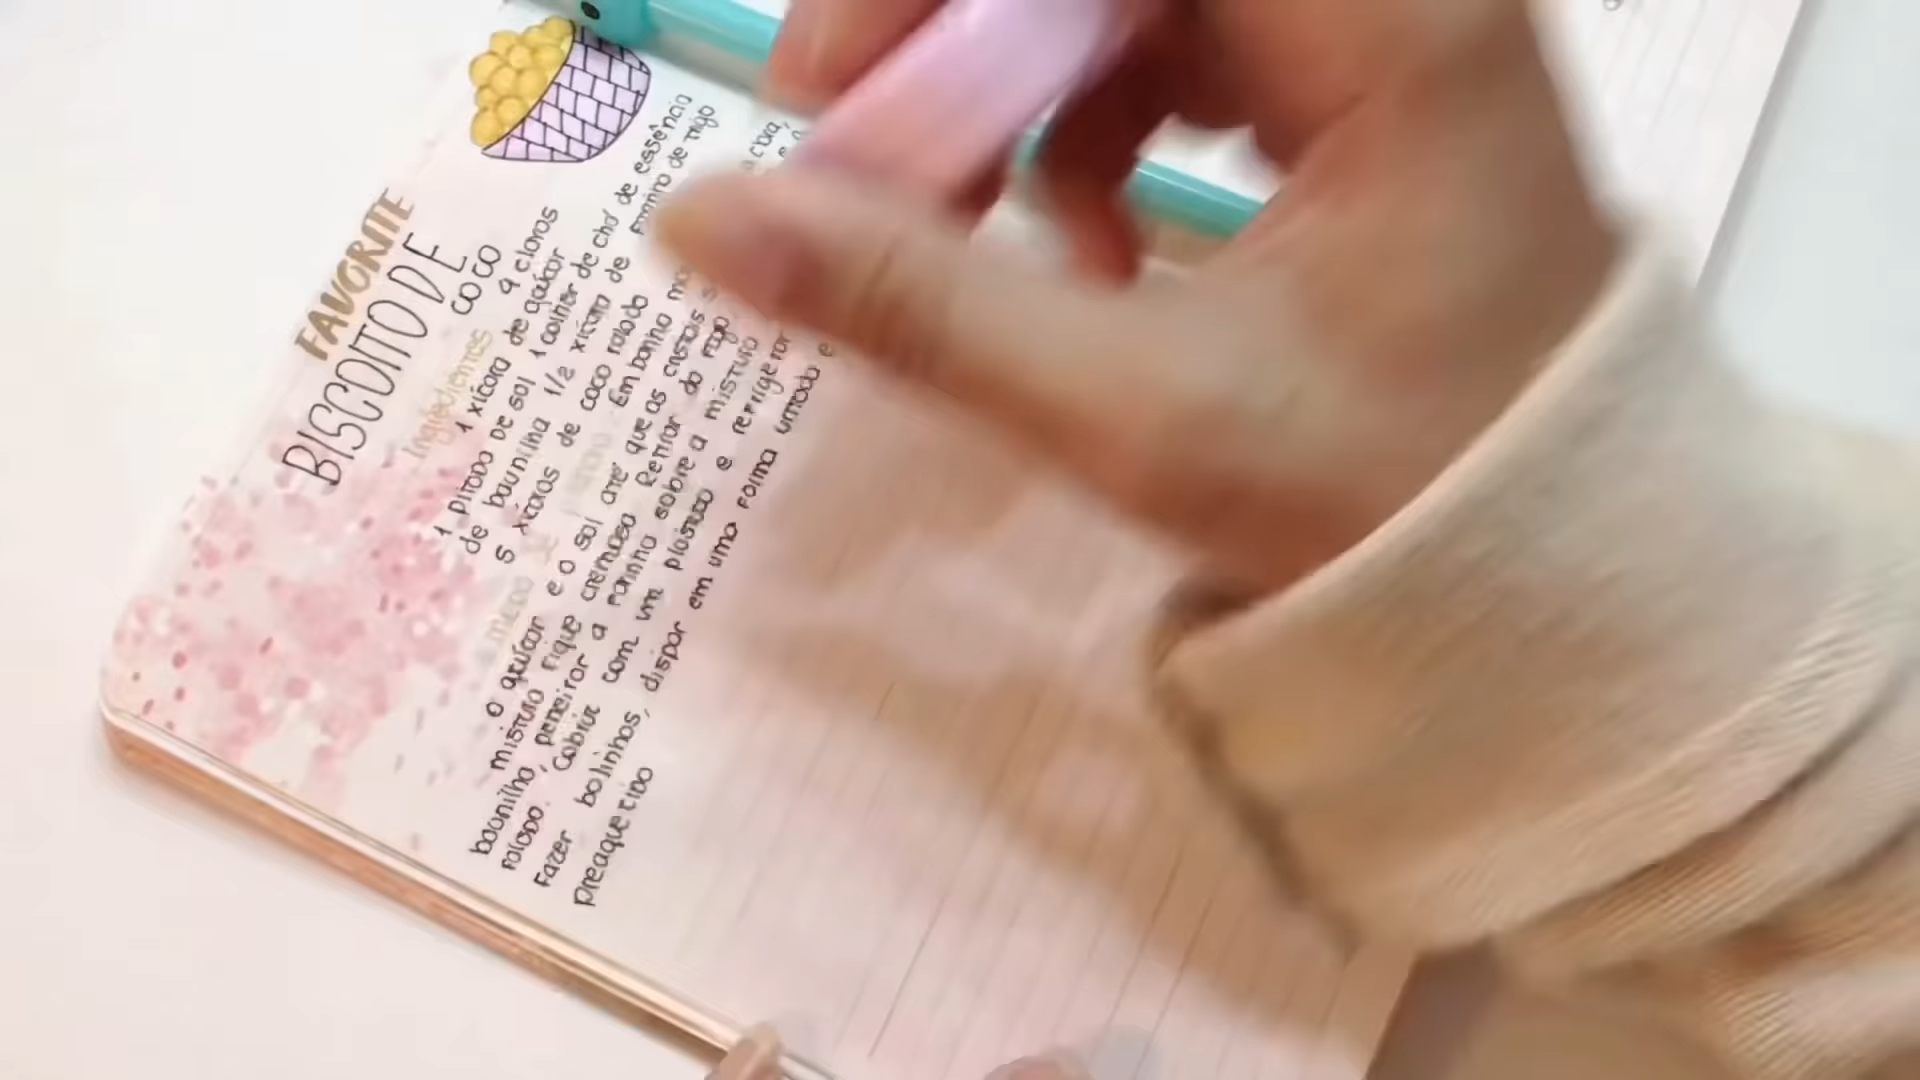 FAVORITE
BISCOITO DE
COCO
Ingredientes
1 xícara de açúcar 4 claras
1 pitada de sal 1 colher de chá de essência
de baunilha 1/2 xícara de farinha de trigo
5 xícaras de coco ralado
Modo de
o açúcar e o sal até que as cristais
mistura fique cremosa Retirar do fogo
baunilha, peneirar a farinha sobre a mistura
ralado. Cobrir com um plástico e refrigerar
Fazer bolinhos, dispor em uma forma untada e
preaquecido